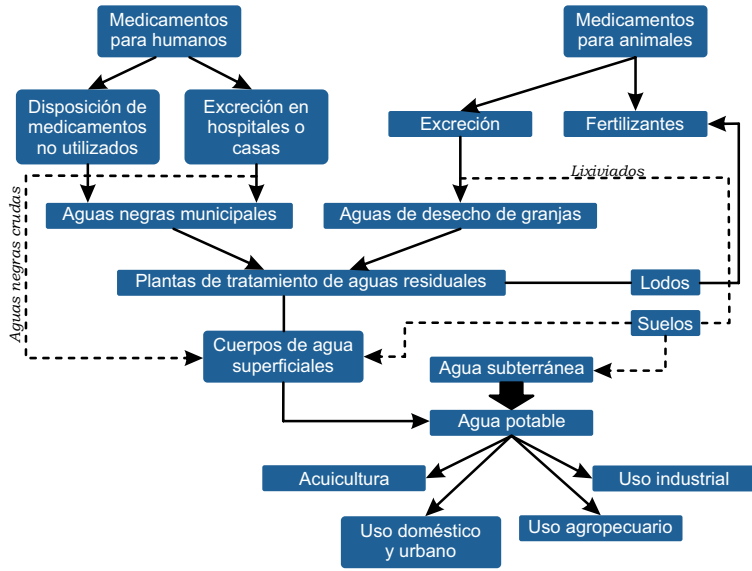 Medicamentos
para humanos
Medicamentos
para animales
Disposición de
medicamentos
no utilizados
Excreción en
hospitales o
casas
Excreción
Fertilizantes
Lixiviados
Aguas negras crudas
Aguas negras municipales
Aguas de desecho de granjas
Plantas de tratamiento de aguas residuales
Lodos
Suelos
Cuerpos de agua
superficiales
Agua subterránea
Agua potable
Acuicultura
Uso industrial
Uso doméstico
y urbano
Uso agropecuario